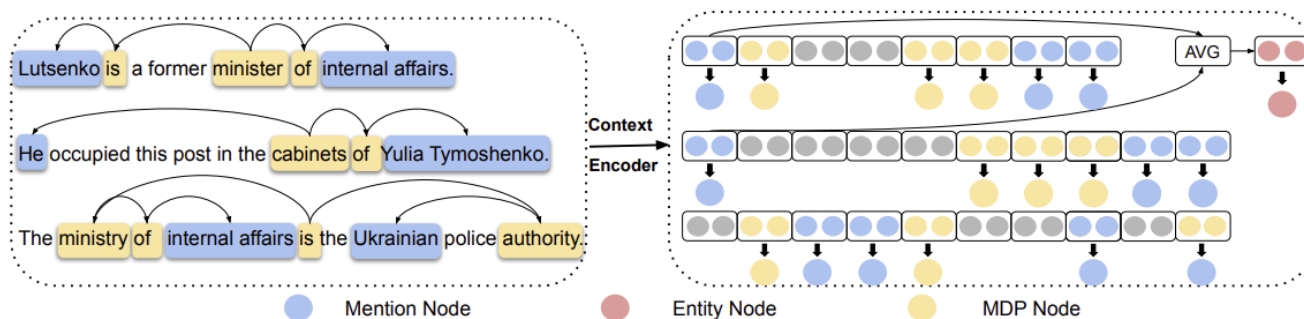 Lutsenko is a former minister of internal affairs.
He occupied this post in the cabinets of Yulia Tymoshenko.
The ministry of internal affairs is the Ukrainian police authority.
Context
Encoder
AVG
Mention Node
Entity Node
MDP Node